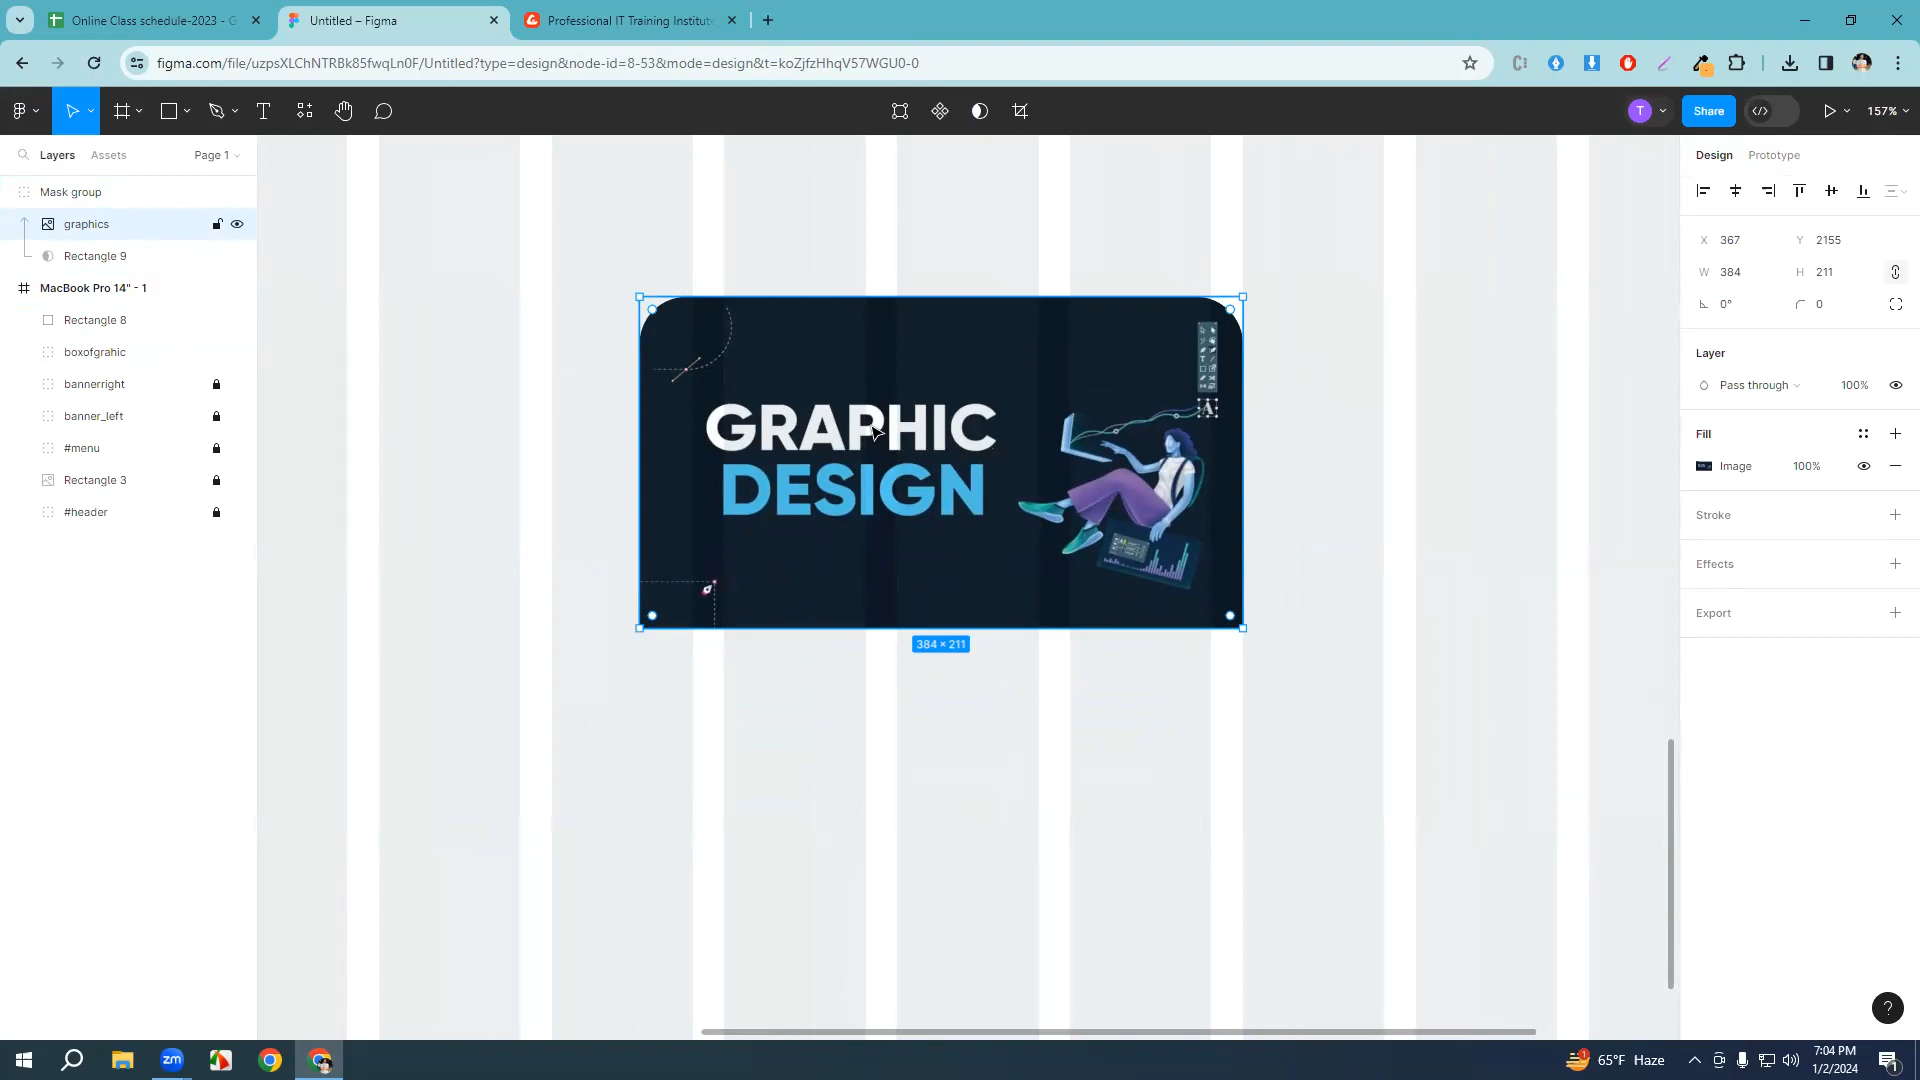 Online Class schedule-2023 - G
Untitled – Figma
Professional IT Training Institute
figma.com/file/uzpsXLChNTRBk85fwqLn0F/Untitled?type=design&node-id=8-53&mode=design&t=koZjfzHhqV57WGU0-0
T
Share
157%
Layers
Assets
Page 1
Design
Prototype
Mask group
graphics
Rectangle 9
MacBook Pro 14" - 1
Rectangle 8
boxofgrahic
bannerright
banner_left
#menu
Rectangle 3
#header
GRAPHIC
DESIGN
A
384 × 211
X 367
Y 2155
W 384
H 211
0°
0
Layer
Pass through
100%
Fill
Image
100%
Stroke
Effects
Export
?
zm
1
65°F Haze
7:04 PM
1/2/2024
1